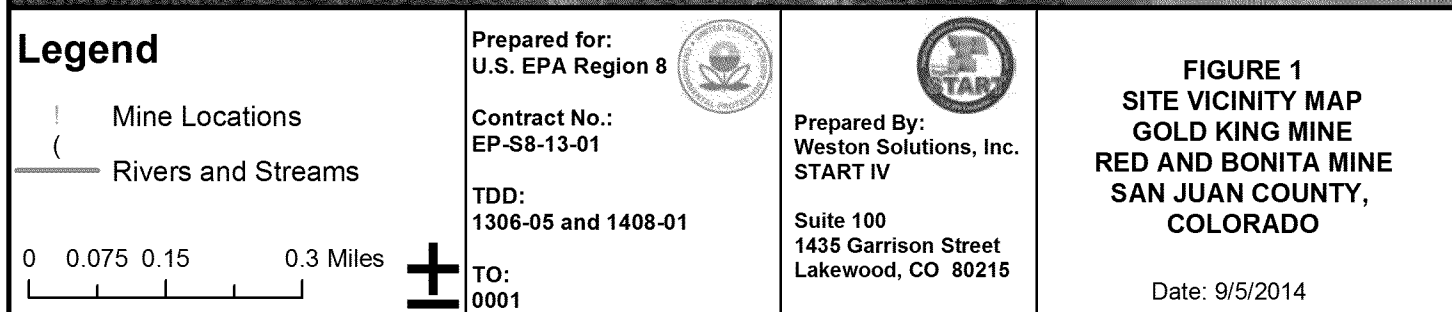 Legend
! Mine Locations
(
Rivers and Streams
0 0.075 0.15 0.3 Miles
±
Prepared for:
U.S. EPA Region 8
Contract No.:
EP-S8-13-01
TDD:
1306-05 and 1408-01
TO:
0001
UNITED STATES
START
Prepared By:
Weston Solutions, Inc.
START IV
Suite 100
1435 Garrison Street
Lakewood, CO 80215
FIGURE 1
SITE VICINITY MAP
GOLD KING MINE
RED AND BONITA MINE
SAN JUAN COUNTY,
COLORADO
Date: 9/5/2014